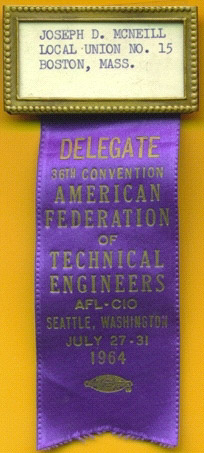 JOSEPH D. MCNEILL
LOCAL UNION NO. 15
BOSTON, MASS.
DELEGATE
36TH CONVENTION
AMERICAN
FEDERATION
OF
TECHNICAL
ENGINEERS
AFL-CIO
SEATTLE, WASHINGTON
JULY 27-31
1964